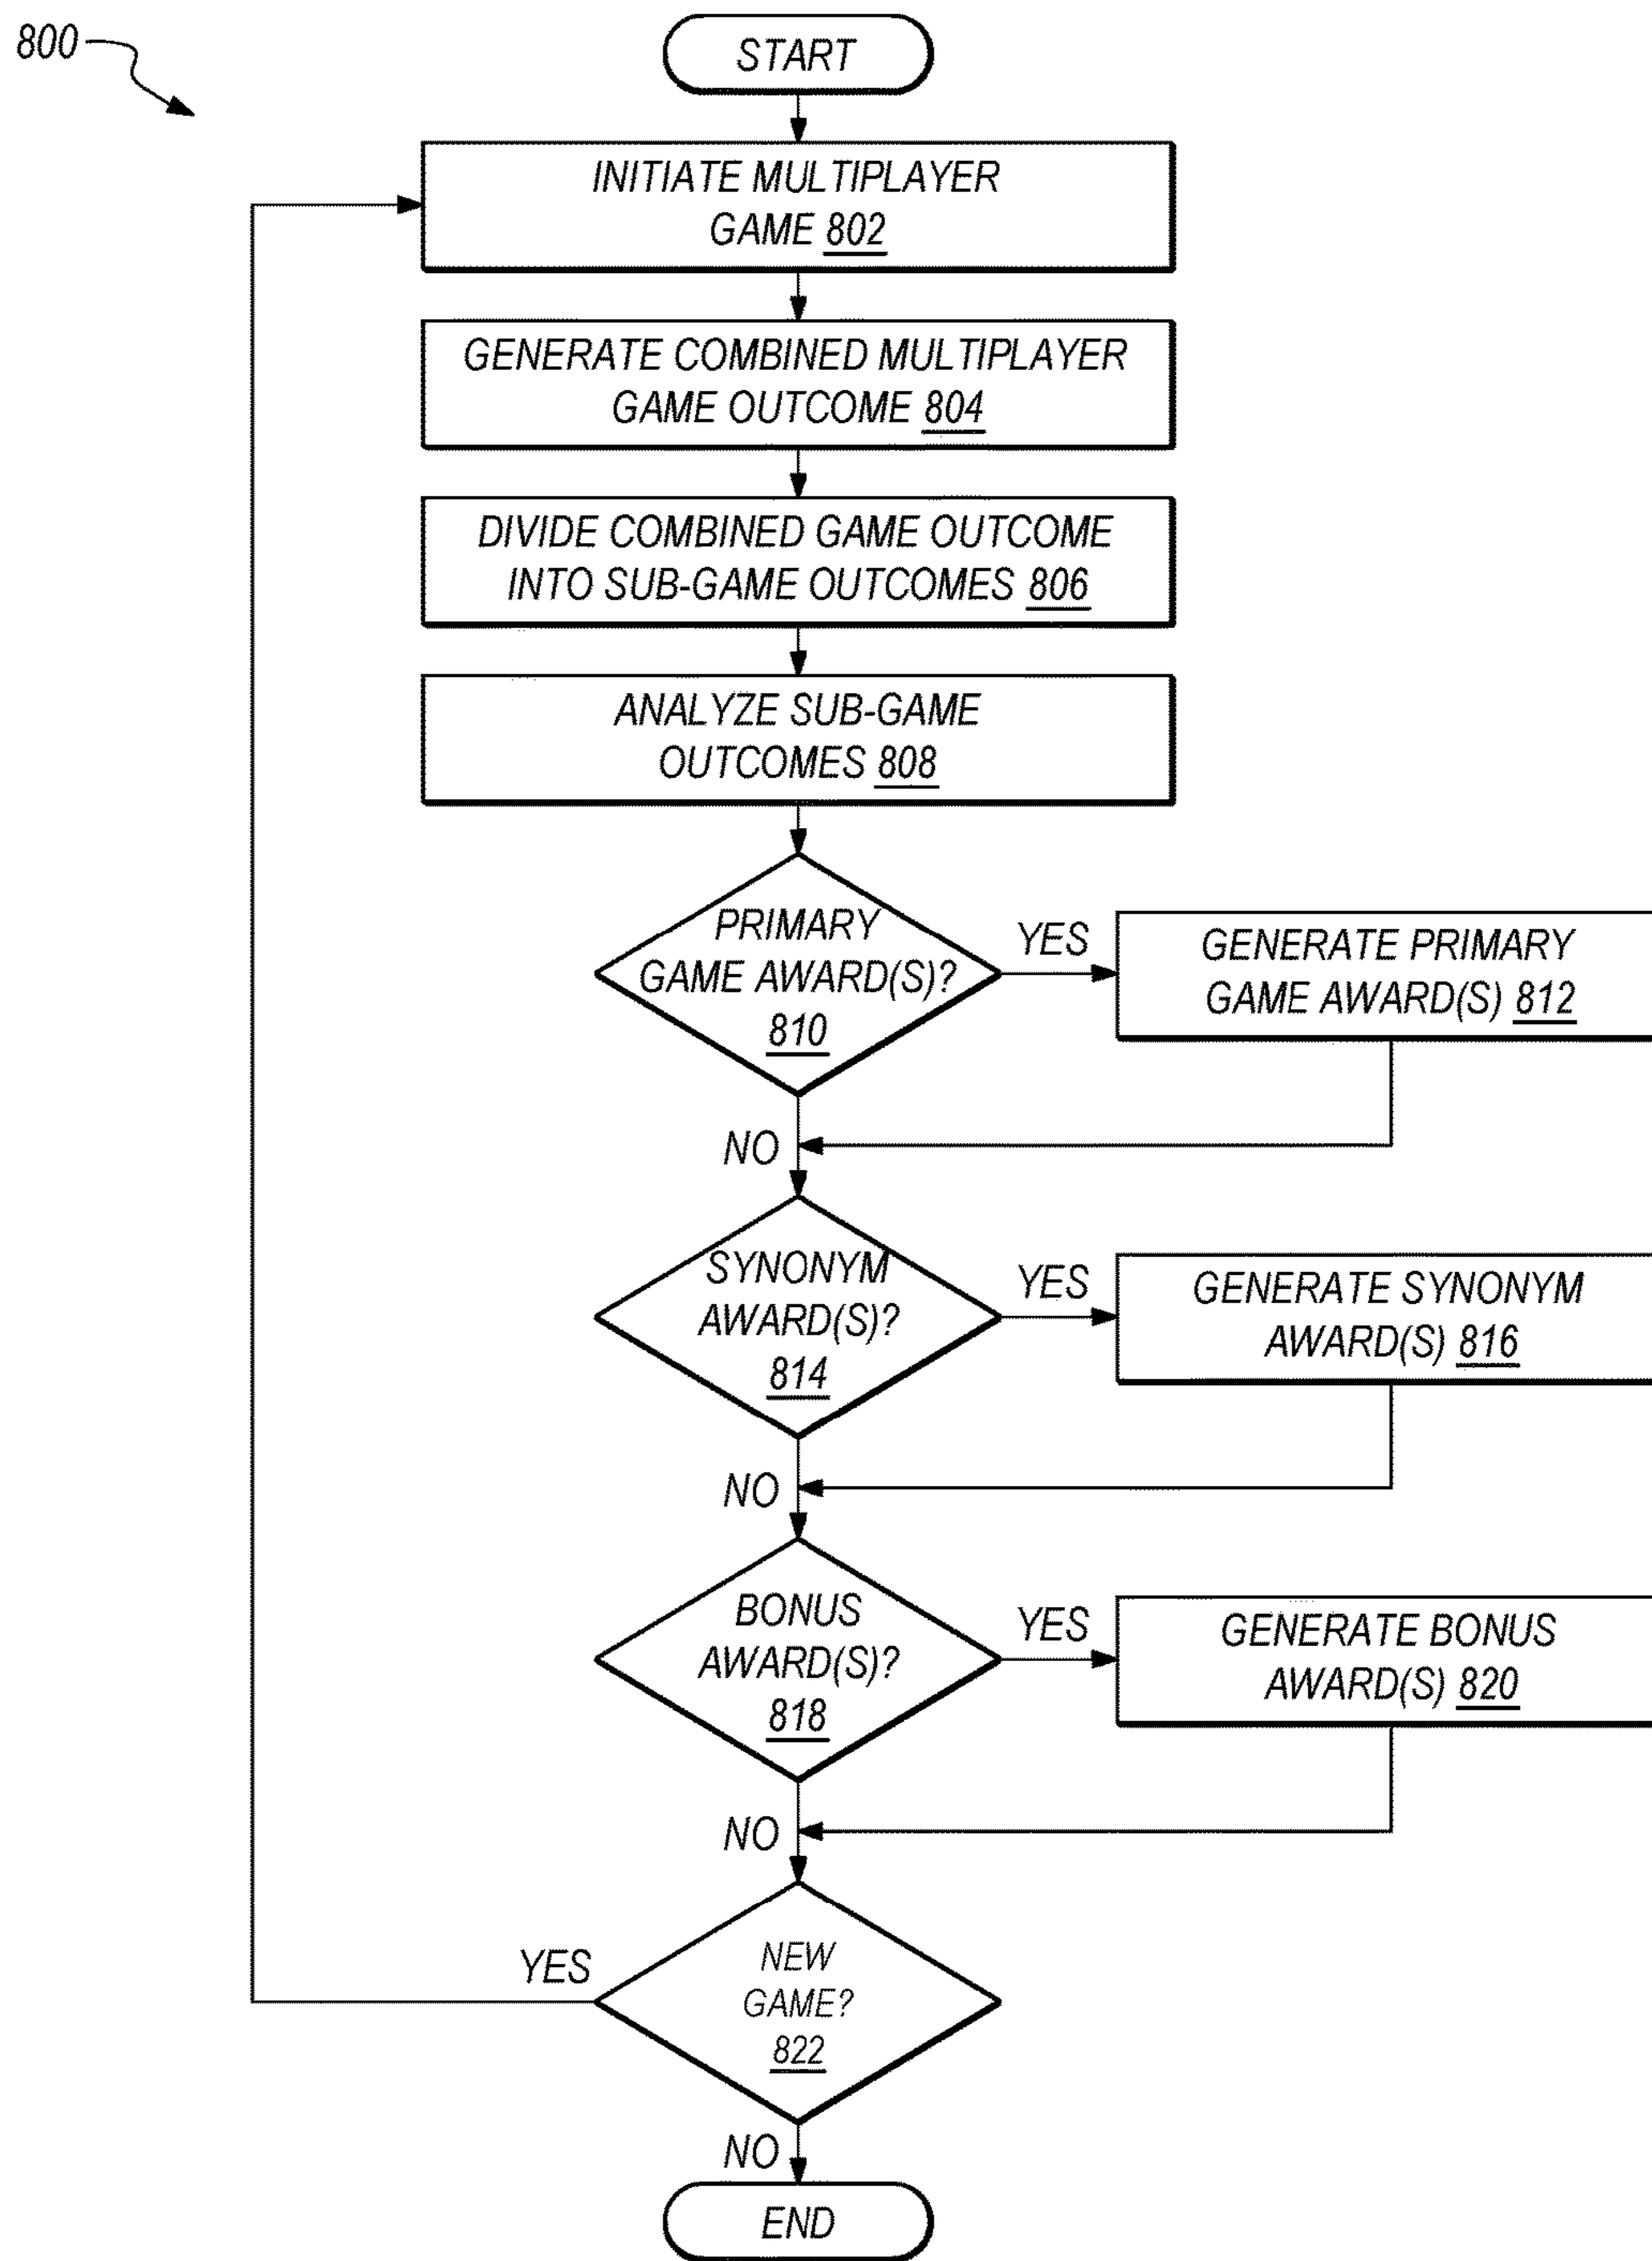 800
START
INITIATE MULTIPLAYER
GAME 802
GENERATE COMBINED MULTIPLAYER
GAME OUTCOME 804
DIVIDE COMBINED GAME OUTCOME
INTO SUB-GAME OUTCOMES 806
ANALYZE SUB-GAME
OUTCOMES 808
PRIMARY
GAME AWARD(S)?
810
YES
GENERATE PRIMARY
GAME AWARD(S) 812
NO
SYNONYM
AWARD(S)?
814
YES
GENERATE SYNONYM
AWARD(S) 816
NO
BONUS
AWARD(S)?
818
YES
GENERATE BONUS
AWARD(S) 820
NO
NEW
GAME?
822
YES
NO
END